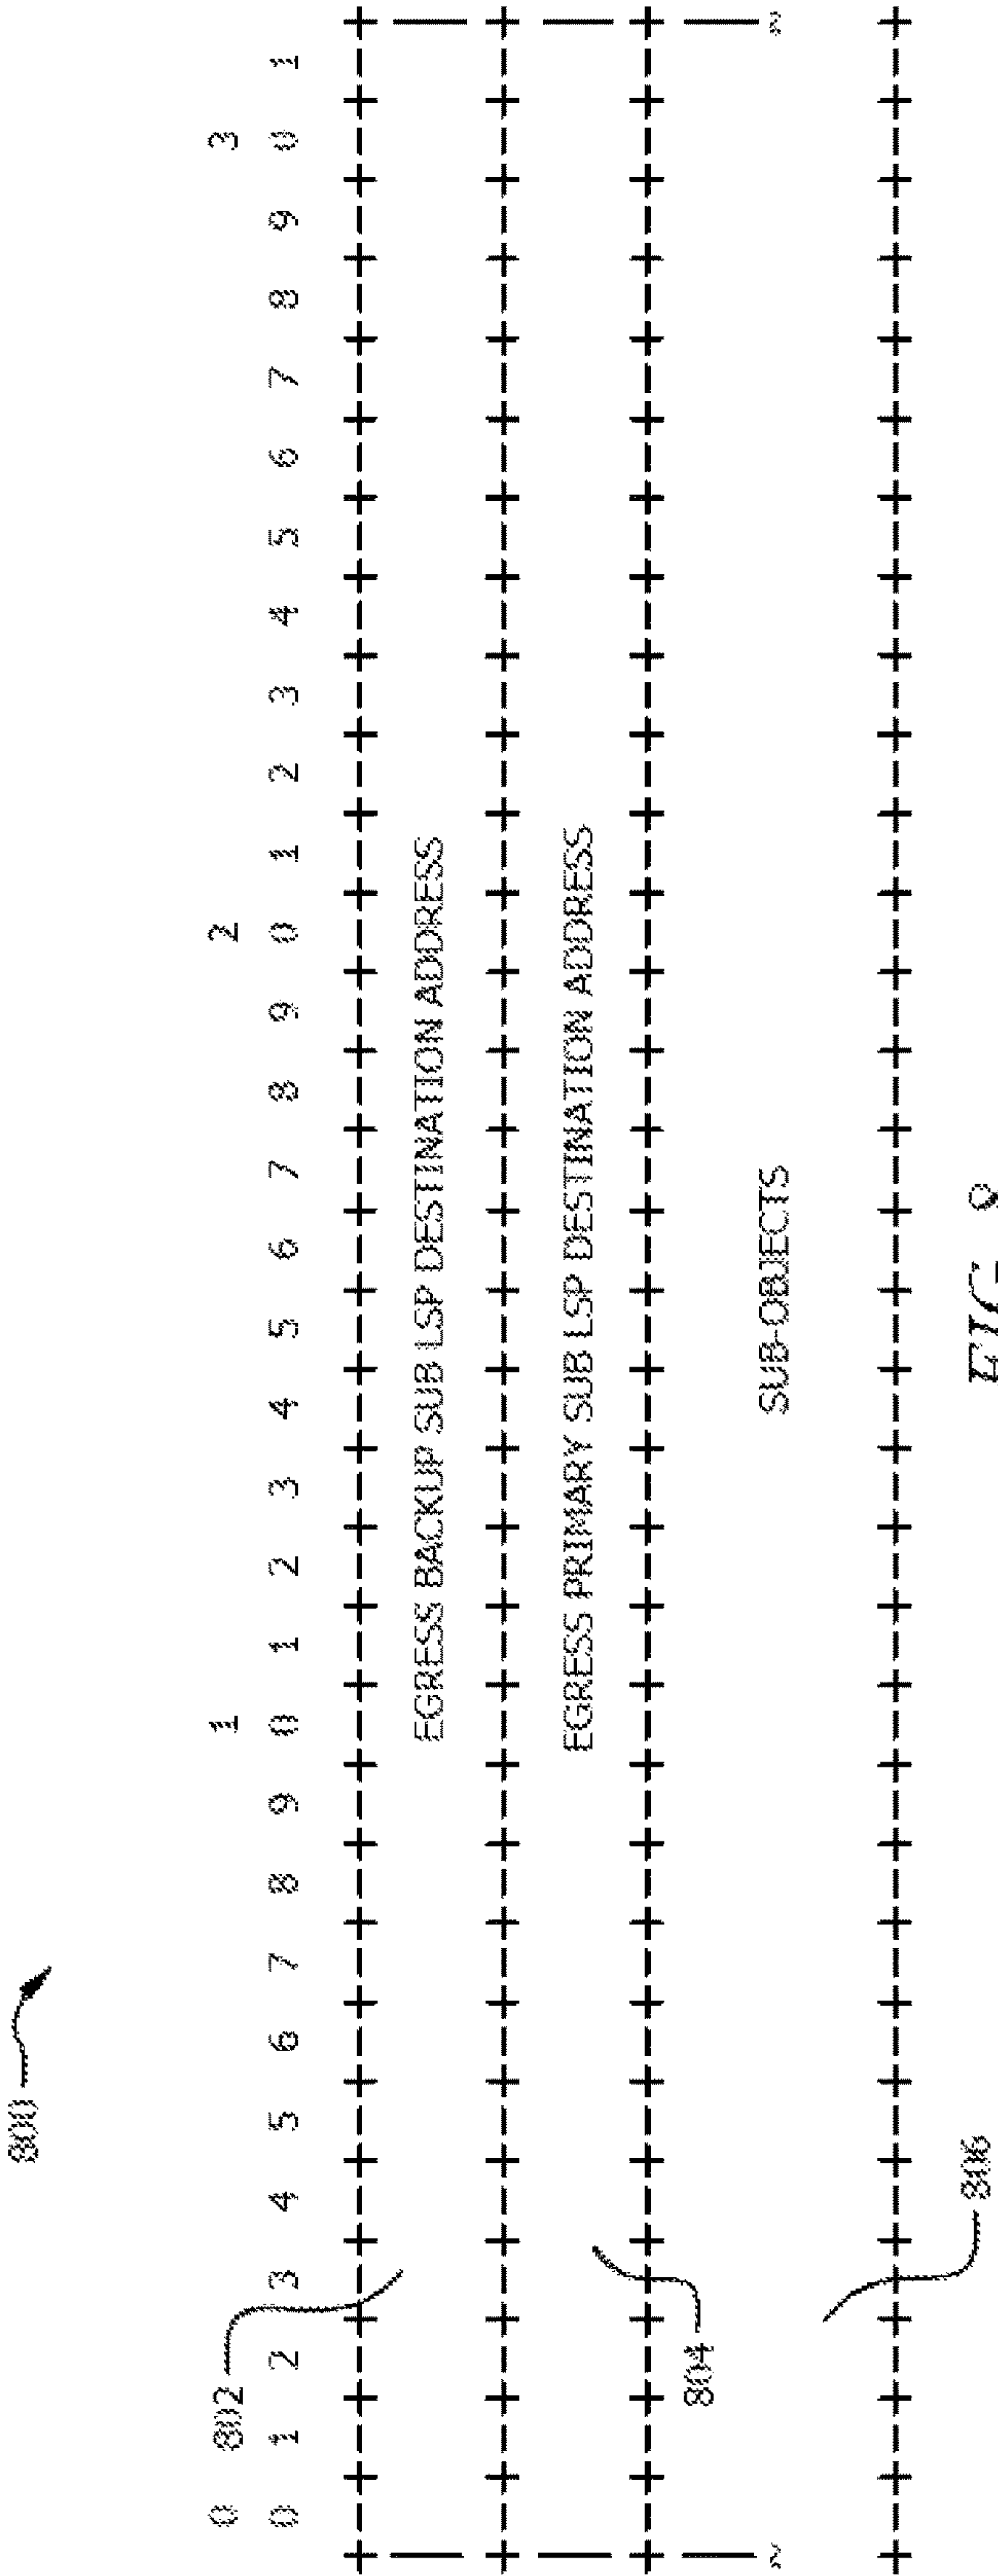 800
0 1 2 3
0 1 2 3 4 5 6 7 8 9 0 1 2 3 4 5 6 7 8 9 0 1 2 3 4 5 6 7 8 9 0 1
802
EGRESS BACKUP SUB LSP DESTINATION ADDRESS
EGRESS PRIMARY SUB LSP DESTINATION ADDRESS
804
~ ~
SUB-OBJECTS
806
FIG. 8